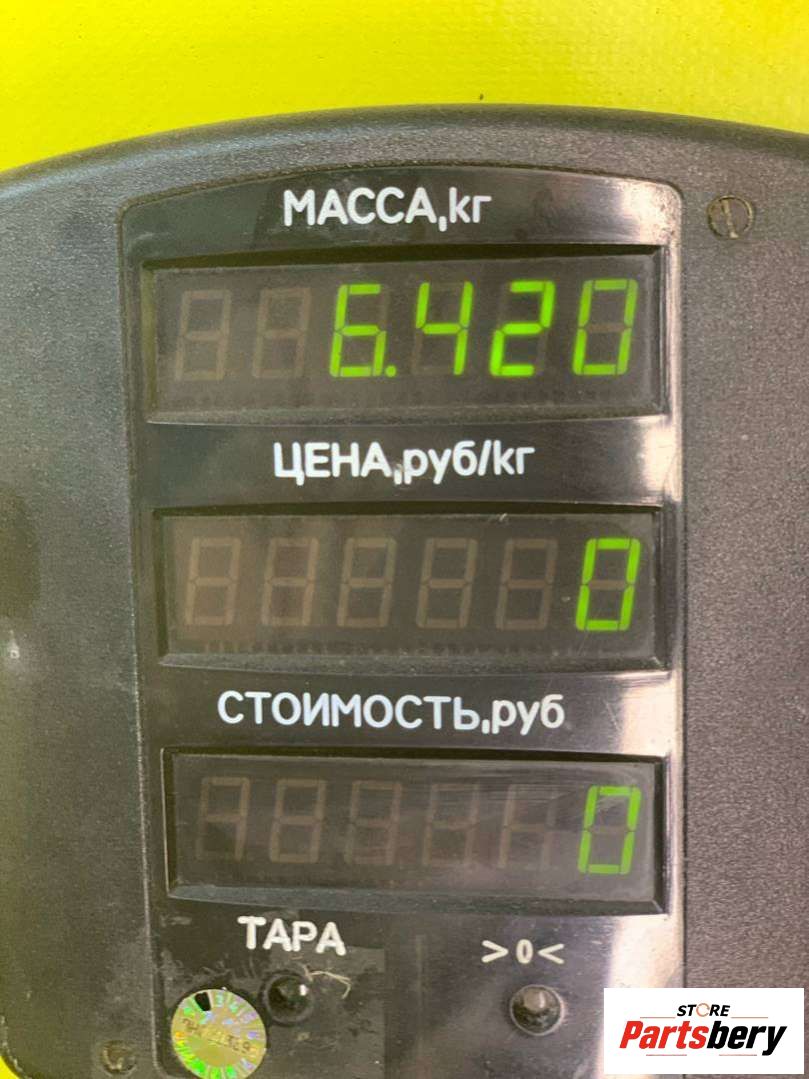 МАССА,кг
6.420
ЦЕНА,руб/кг
0
СТОИМОСТЬ,руб
0
ТАРА >0<
STORE
Partsbery